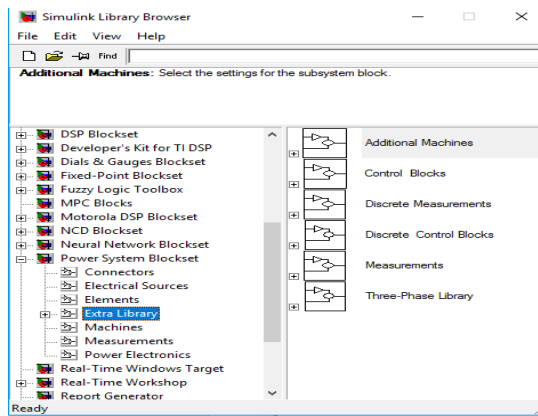 Simulink Library Browser
File Edit View Help
Find
Additional Machines: Select the settings for the subsystem block.
DSP Blockset
Developer's Kit for TI DSP
Dials & Gauges Blockset
Fixed-Point Blockset
Fuzzy Logic Toolbox
MPC Blocks
Motorola DSP Blockset
NCD Blockset
Neural Network Blockset
Power System Blockset
Connectors
Electrical Sources
Elements
Extra Library
Machines
Measurements
Power Electronics
Real-Time Windows Target
Real-Time Workshop
Report Generator
Additional Machines
Control Blocks
Discrete Measurements
Discrete Control Blocks
Measurements
Three-Phase Library
Ready